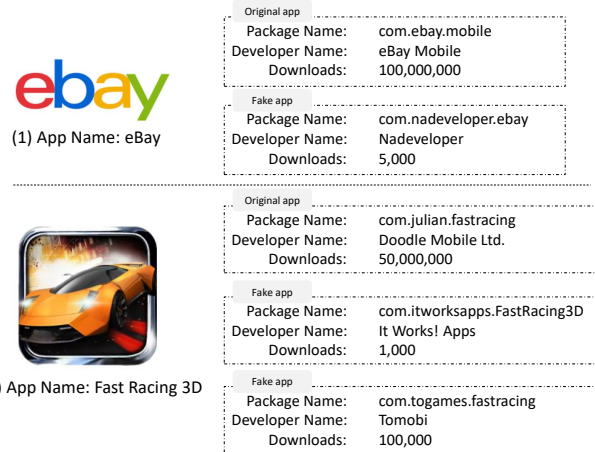 Original app
Package Name: com.ebay.mobile
Developer Name: eBay Mobile
Downloads: 100,000,000
ebay
Fake app
Package Name: com.nadeveloper.ebay
(1) App Name: eBay
Developer Name: Nadeveloper
Downloads: 5,000
Original app
Package Name: com.julian.fastracing
Developer Name: Doodle Mobile Ltd.
Downloads: 50,000,000
Fake app
Package Name: com.itworksapps.FastRacing3D
Developer Name: It Works! Apps
Downloads: 1,000
) App Name: Fast Racing 3D
Fake app
Package Name: com.togames.fastracing
Developer Name: Tomobi
Downloads: 100,000